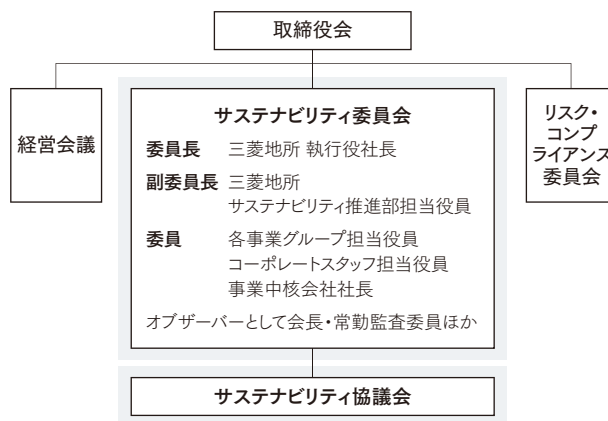 取締役会
経営会議
サステナビリティ委員会
委員長 三菱地所 執行役社長
副委員長 三菱地所
サステナビリティ推進部担当役員
委員 各事業グループ担当役員
コーポレートスタッフ担当役員
事業中核会社社長
オブザーバーとして会長・常勤監査委員ほか
リスク・
コンプ
ライアンス
委員会
サステナビリティ協議会